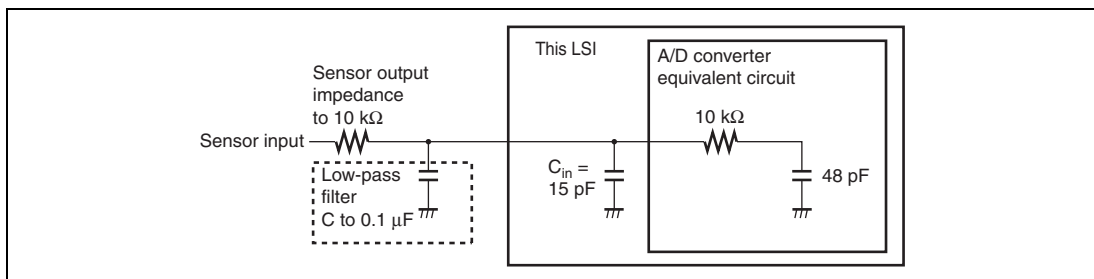 This LSI
A/D converter
equivalent circuit
Sensor output
impedance
to 10 kΩ
10 kΩ
Sensor input
Low-pass
filter
C to 0.1 μF
Cin =
15 pF
48 pF